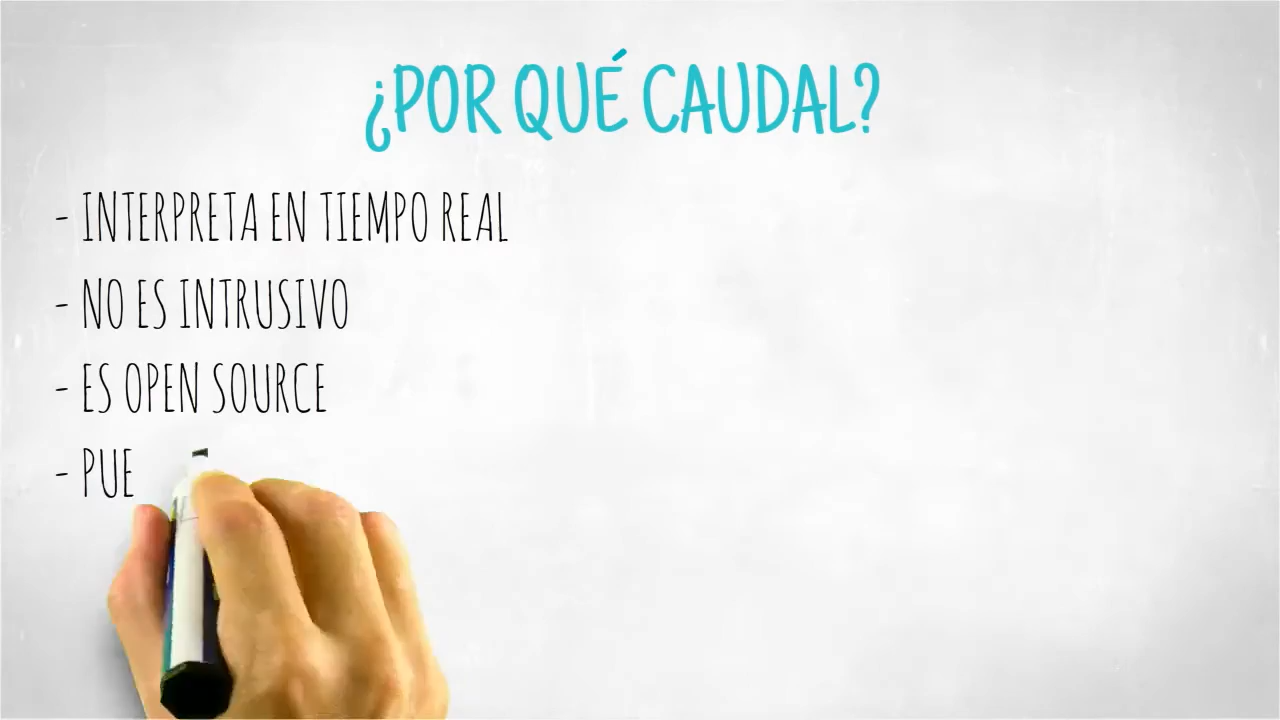 ¿POR QUÉ CAUDAL?
- INTERPRETA EN TIEMPO REAL
- NO ES INTRUSIVO
- ES OPEN SOURCE
- PUE